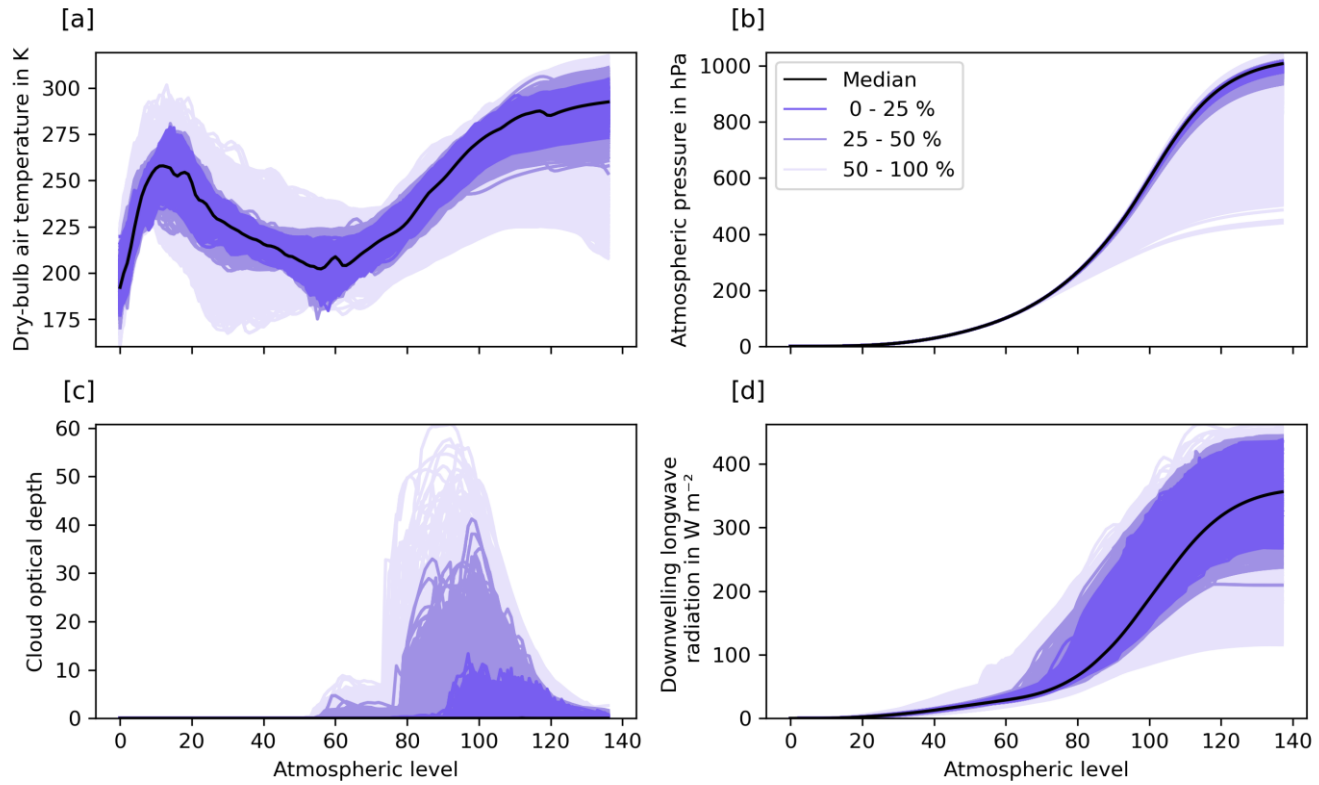 [a]
Dry-bulb air temperature in K
300
275
250
225
200
175
[b]
Atmospheric pressure in hPa
1000
800
600
400
200
0
Median
0 - 25 %
25 - 50 %
50 - 100 %
[c]
Cloud optical depth
60
50
40
30
20
10
0
0 20 40 60 80 100 120 140
Atmospheric level
[d]
Downwelling longwave
radiation in W m⁻²
400
300
200
100
0
0 20 40 60 80 100 120 140
Atmospheric level